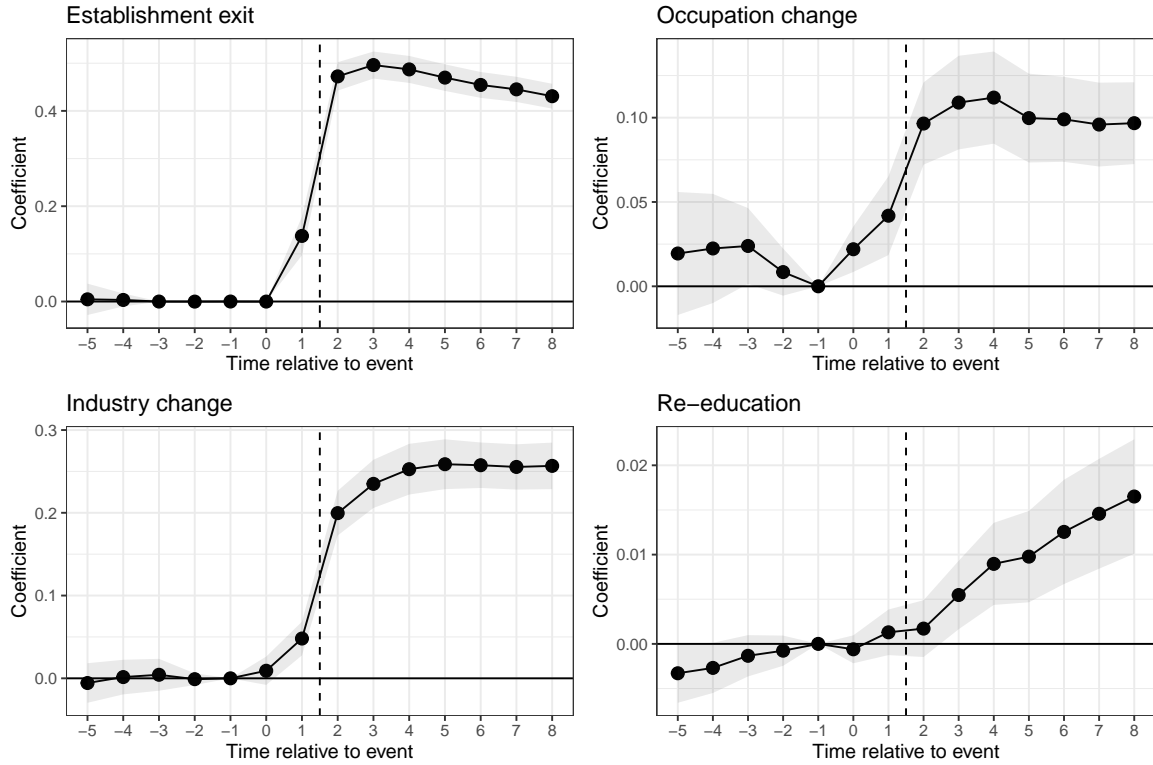 Establishment exit
Coefficient
0.4
0.2
0.0
−5 −4 −3 −2 −1 0 1 2 3 4 5 6 7 8
Time relative to event
Occupation change
Coefficient
0.10
0.05
0.00
−5 −4 −3 −2 −1 0 1 2 3 4 5 6 7 8
Time relative to event
Industry change
Coefficient
0.3
0.2
0.1
0.0
−5 −4 −3 −2 −1 0 1 2 3 4 5 6 7 8
Time relative to event
Re−education
Coefficient
0.02
0.01
0.00
−5 −4 −3 −2 −1 0 1 2 3 4 5 6 7 8
Time relative to event